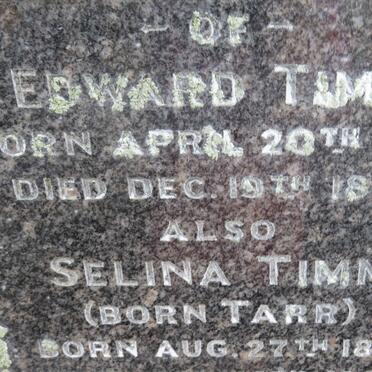 - OF -
EDWARD TIM
ORN APRIL 20TH
DIED DEC. 19TH 18
ALSO
SELINA TIMM
(BORN TARR)
BORN AUG. 27TH 18